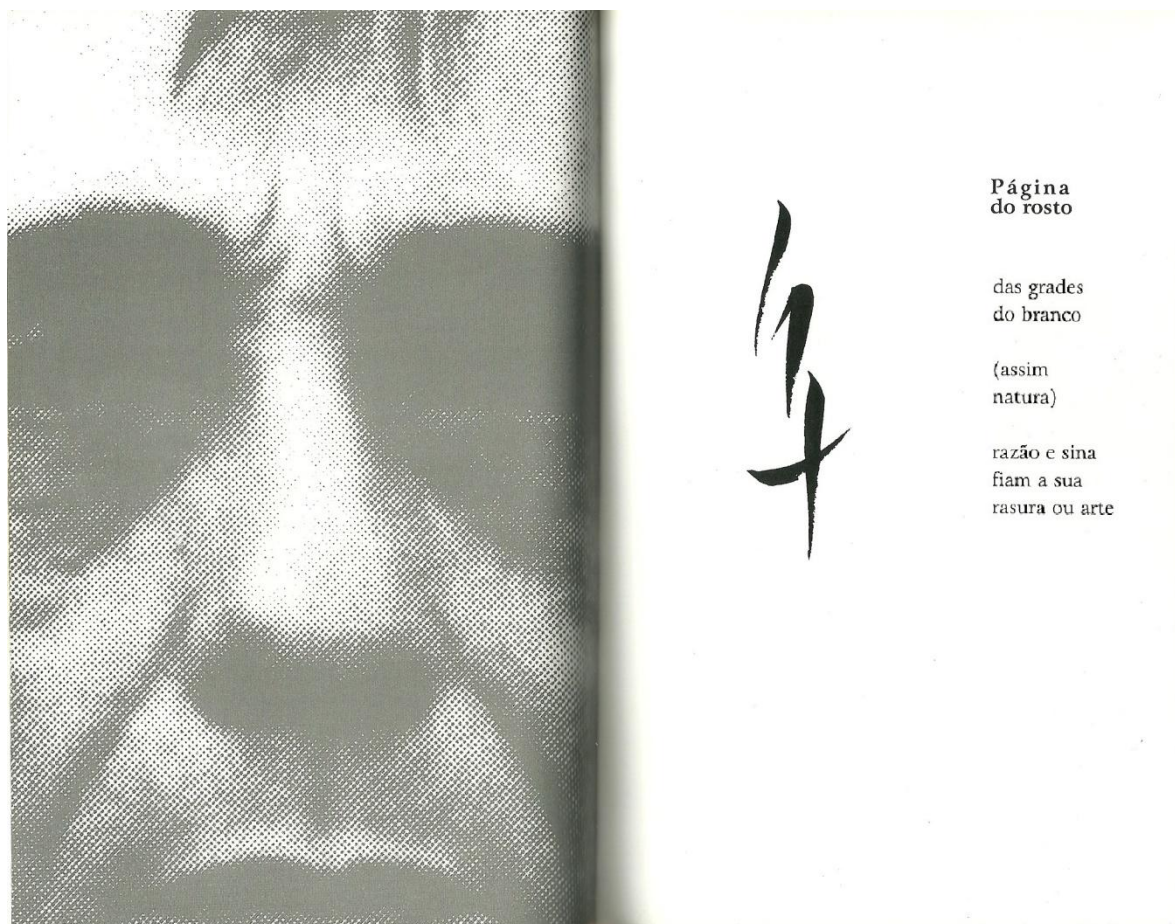 Página
do rosto
das grades
do branco
(assim
natura)
razão e sina
fiam a sua
rasura ou arte